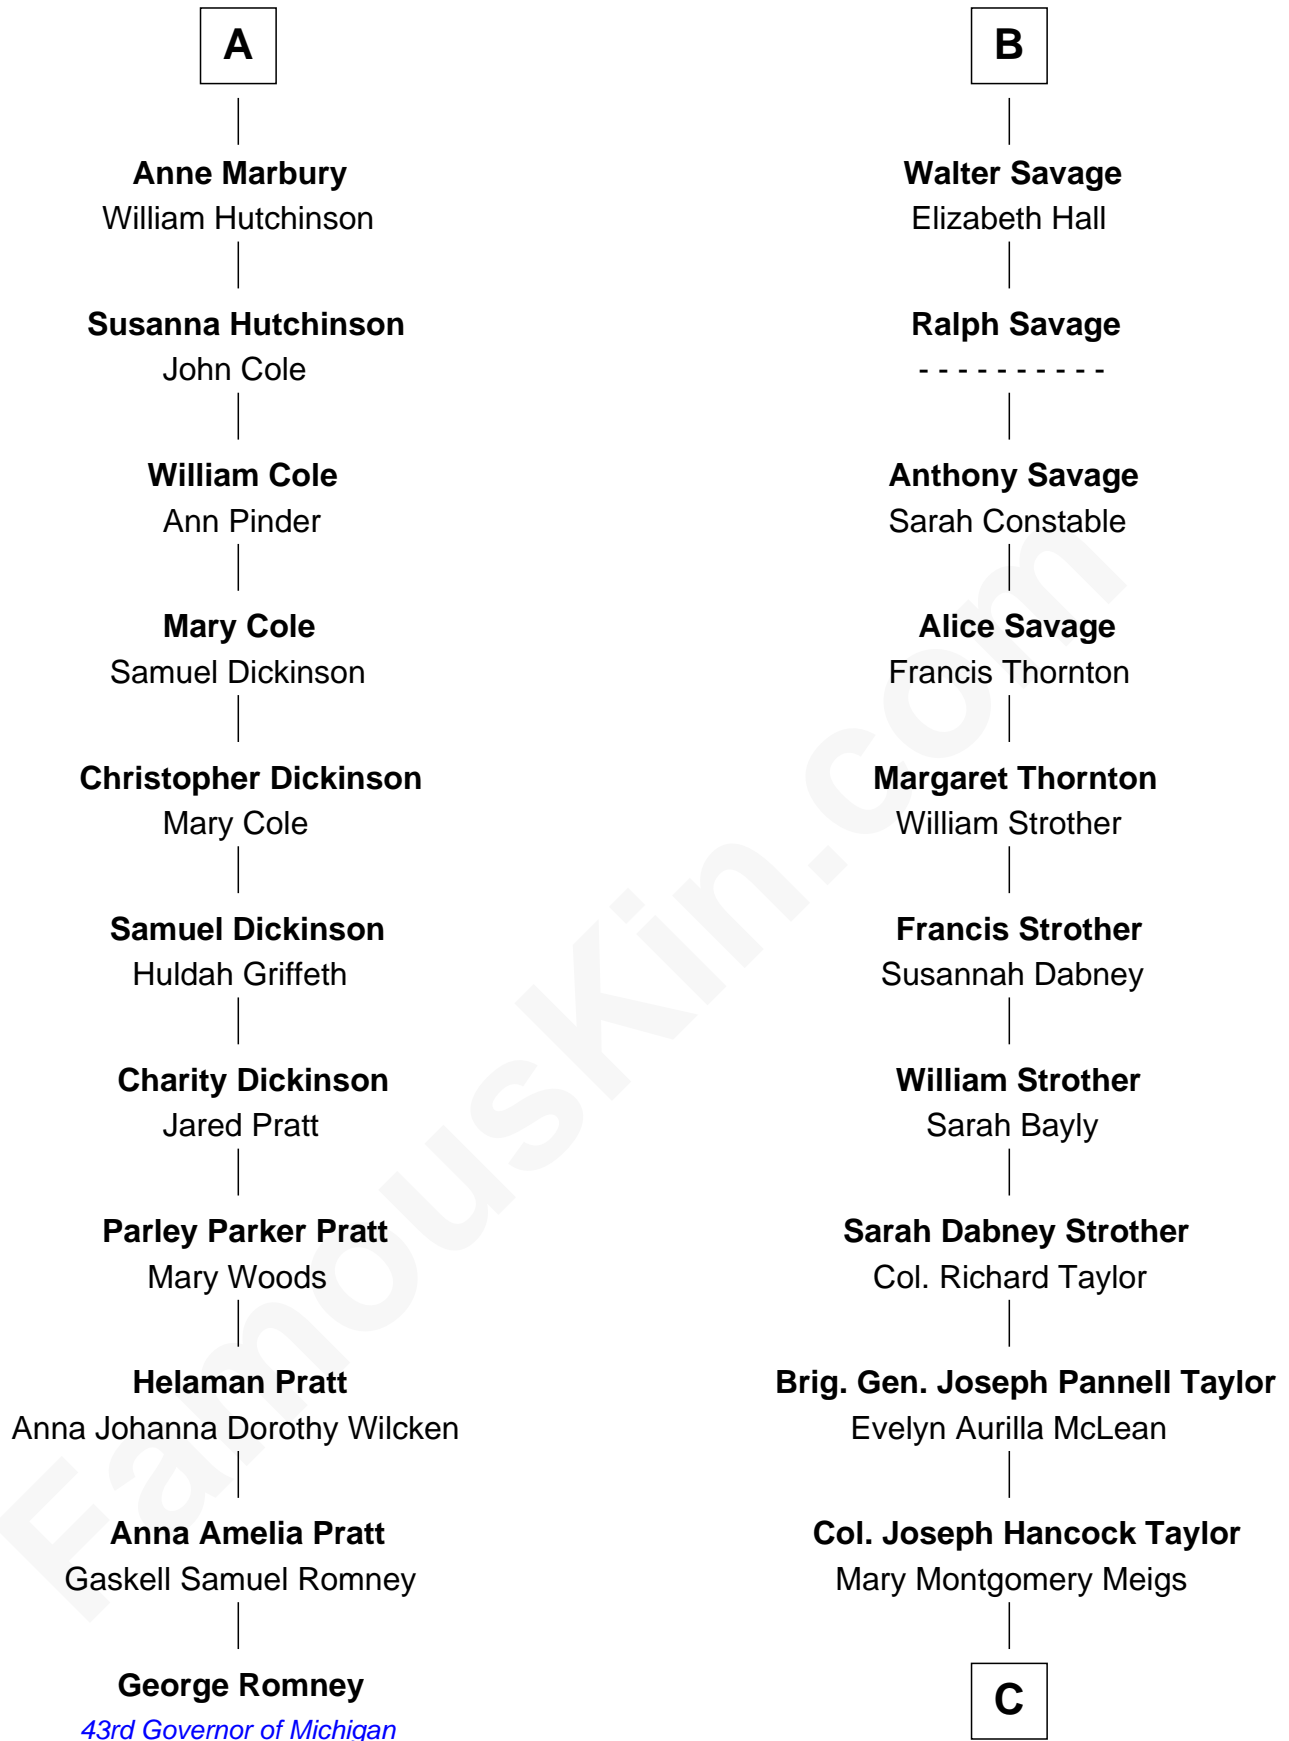 A
Anne Marbury
William Hutchinson
Susanna Hutchinson
John Cole
William Cole
Ann Pinder
Mary Cole
Samuel Dickinson
Christopher Dickinson
Mary Cole
Samuel Dickinson
Huldah Griffeth
Charity Dickinson
Jared Pratt
Parley Parker Pratt
Mary Woods
Helaman Pratt
Anna Johanna Dorothy Wilcken
Anna Amelia Pratt
Gaskell Samuel Romney
George Romney
43rd Governor of Michigan
B
Walter Savage
Elizabeth Hall
Ralph Savage
- - - - - - - - - -
Anthony Savage
Sarah Constable
Alice Savage
Francis Thornton
Margaret Thornton
William Strother
Francis Strother
Susannah Dabney
William Strother
Sarah Bayly
Sarah Dabney Strother
Col. Richard Taylor
Brig. Gen. Joseph Pannell Taylor
Evelyn Aurilla McLean
Col. Joseph Hancock Taylor
Mary Montgomery Meigs
C
FamousKin.com